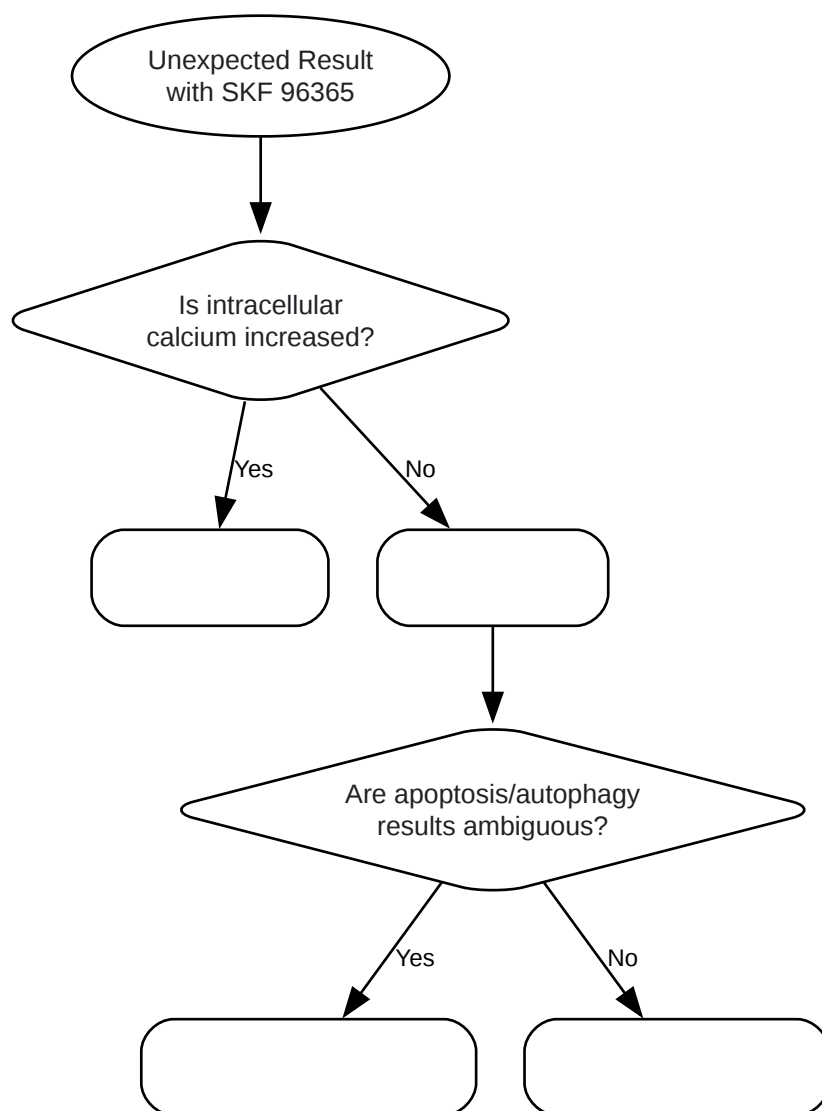 Unexpected Result
with SKF 96365
Is intracellular
calcium increased?
Yes
No
Are apoptosis/autophagy
results ambiguous?
Yes
No